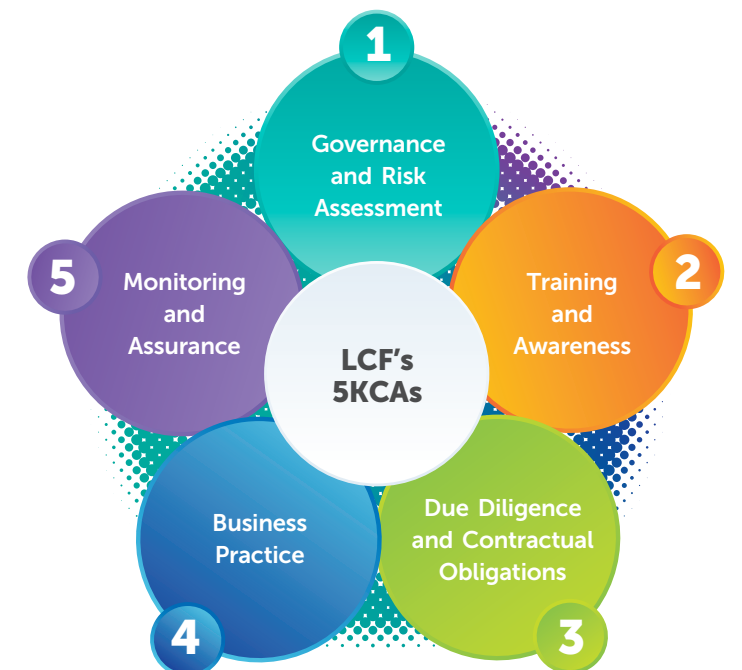 1
Governance
and Risk
Assessment
2
Training
and
Awareness
3
Due Diligence
and Contractual
Obligations
4
Business
Practice
5
Monitoring
and
Assurance
LCF's
5KCAs